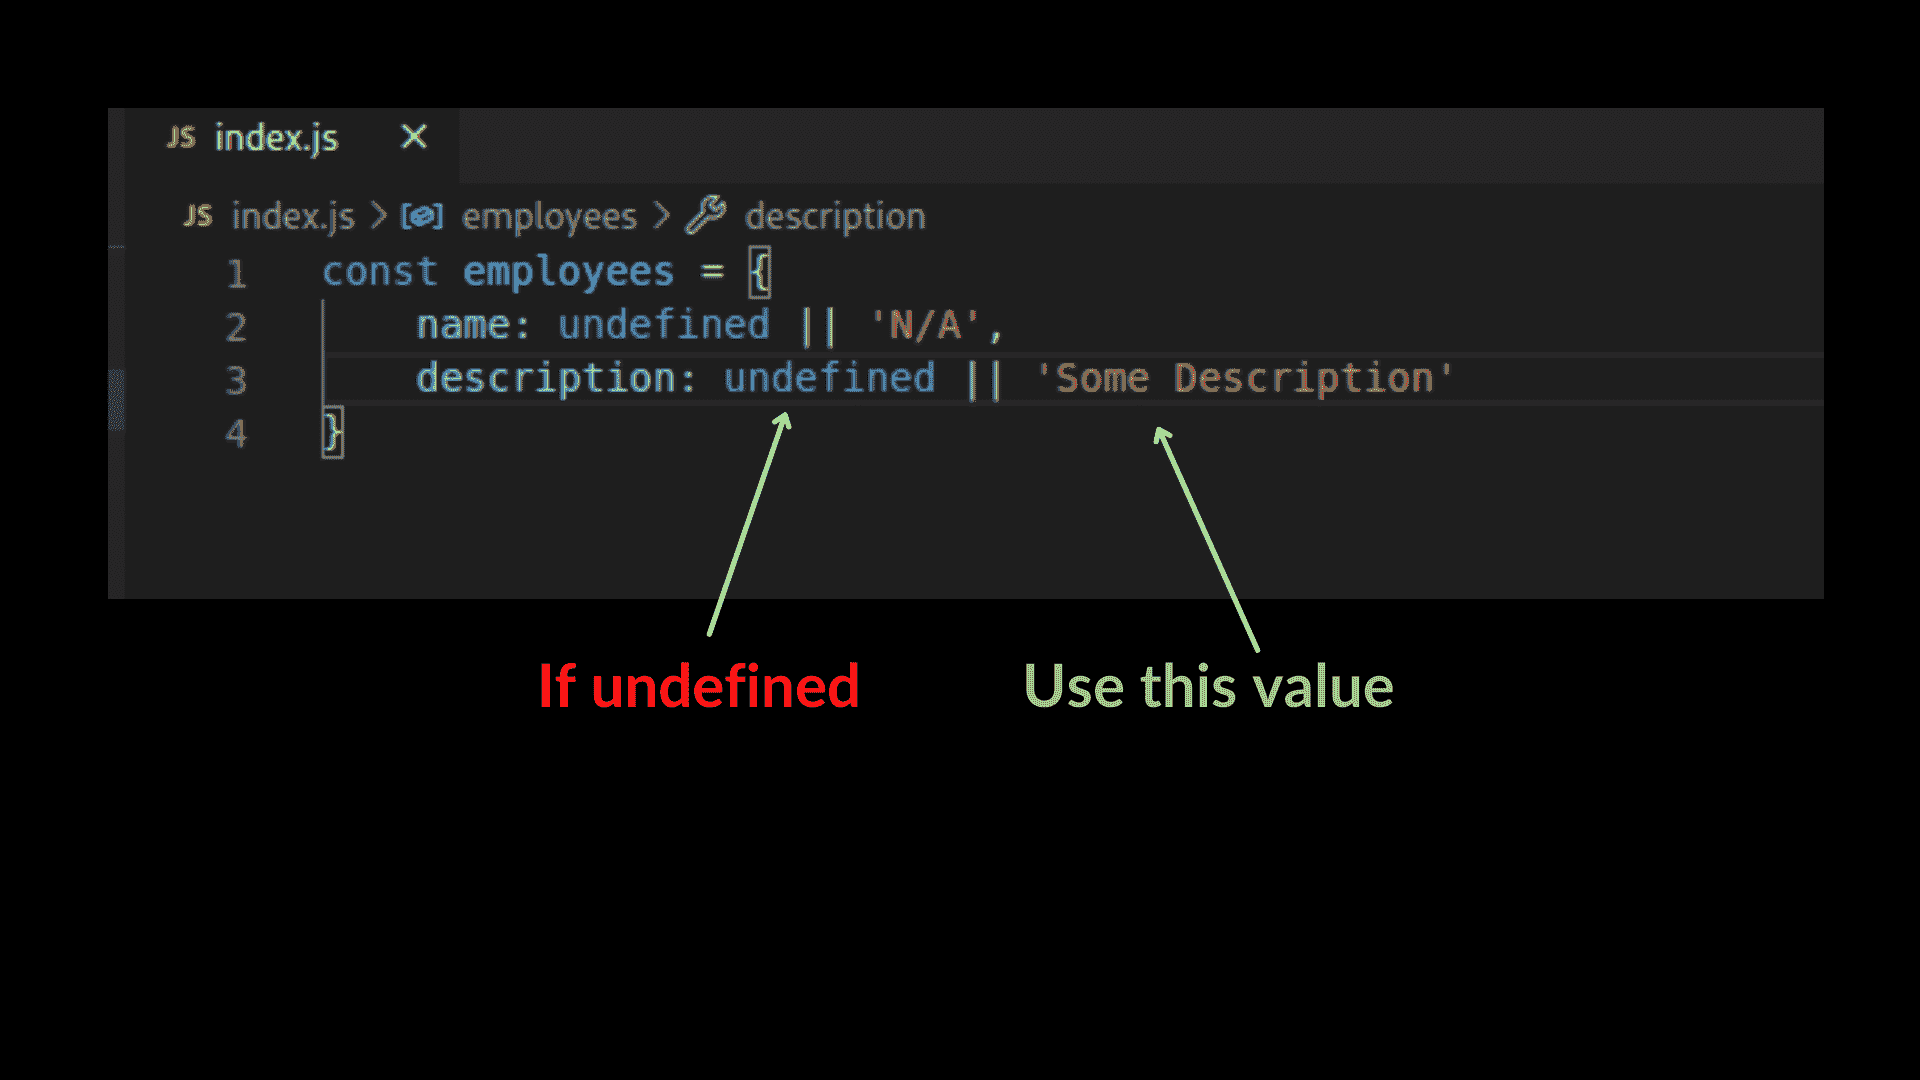 JS index.js ×
JS index.js > employees > description
1 const employees = {
2 name: undefined || 'N/A',
3 description: undefined || 'Some Description'
4 }
If undefined
Use this value